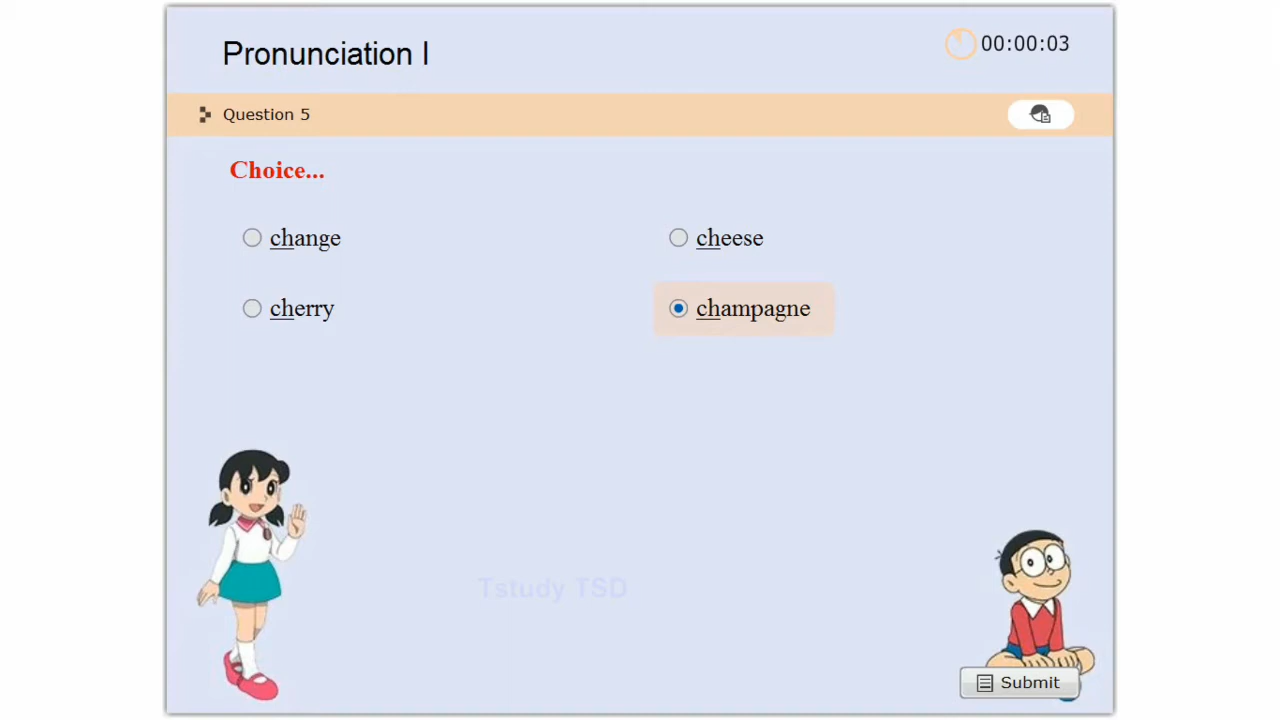 Pronunciation I
00:00:03
Question 5
Choice...
change
cheese
cherry
champagne
Tstudy TSD
Submit